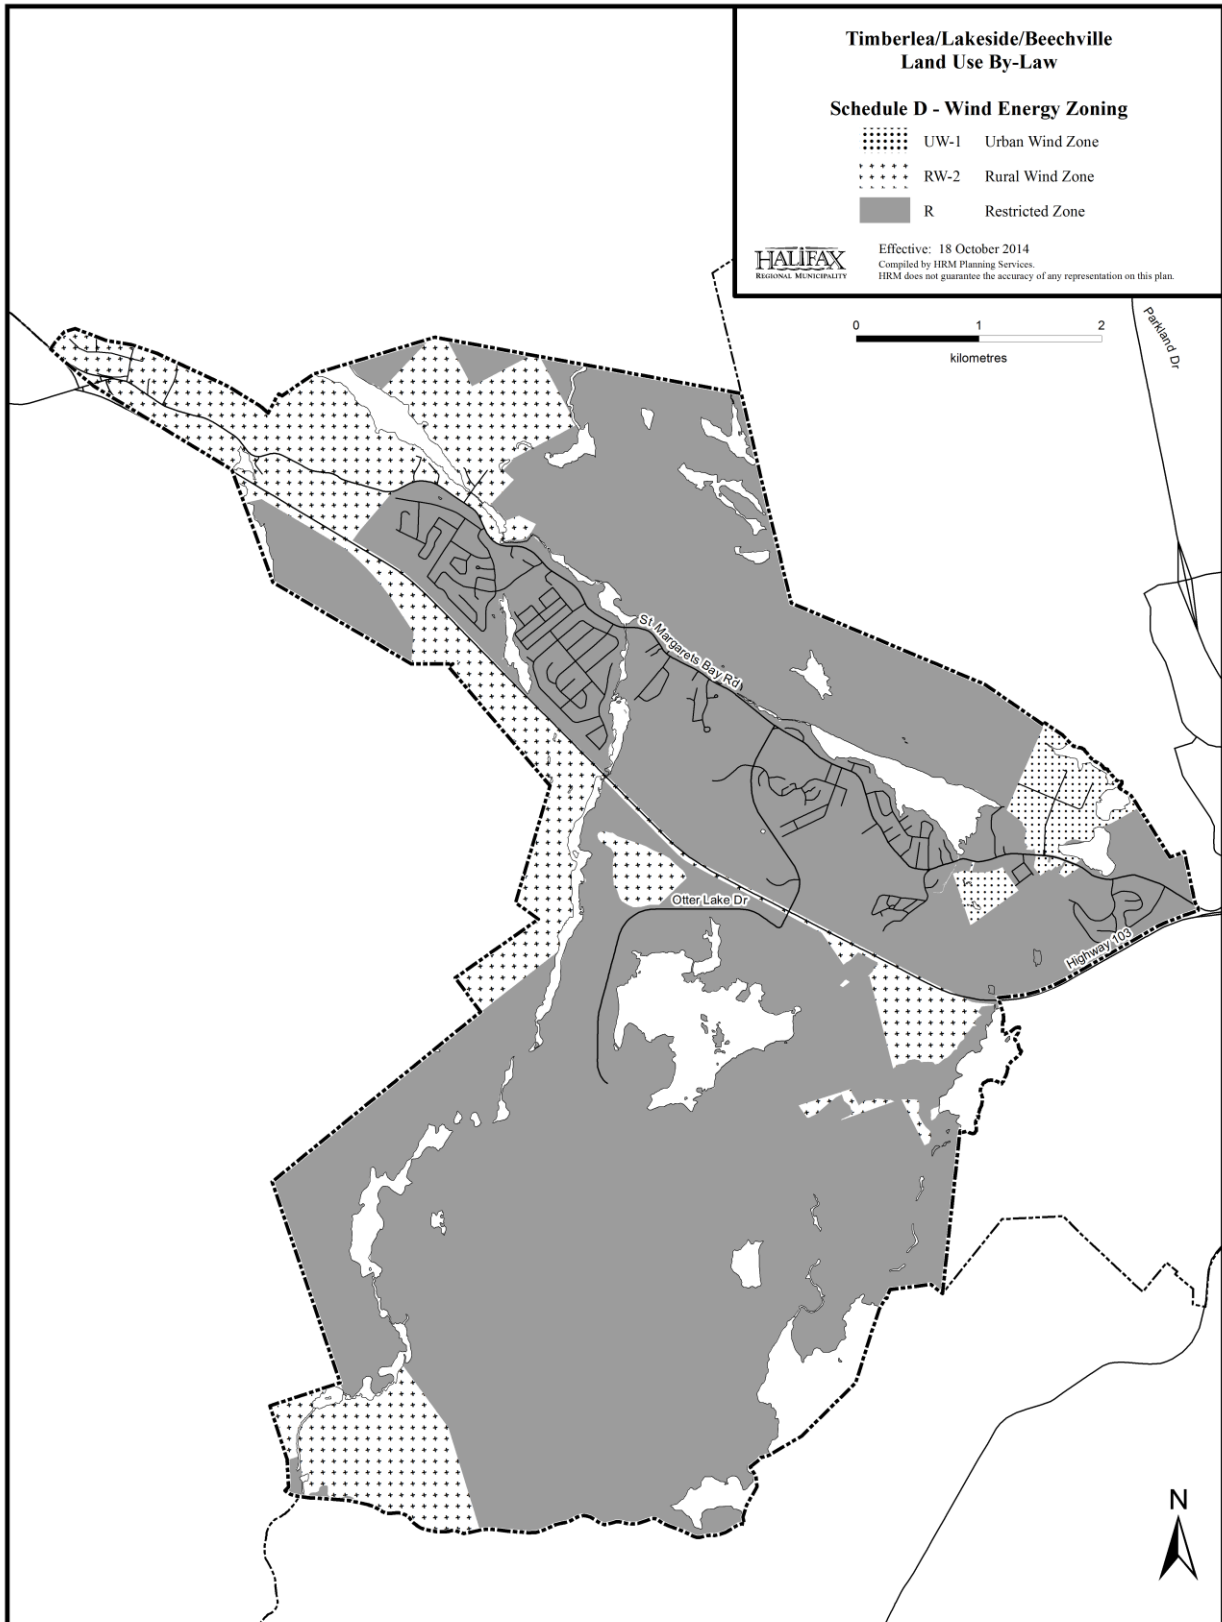 Timberlea/Lakeside/Beechville
Land Use By-Law
Schedule D - Wind Energy Zoning
UW-1 Urban Wind Zone
RW-2 Rural Wind Zone
R Restricted Zone
HALIFAX
REGIONAL MUNICIPALITY
Effective: 18 October 2014
Compiled by HRM Planning Services.
HRM does not guarantee the accuracy of any representation on this plan.
0 1 2
kilometres
Parkland Dr
St Margarets Bay Rd
Otter Lake Dr
Highway 103
N